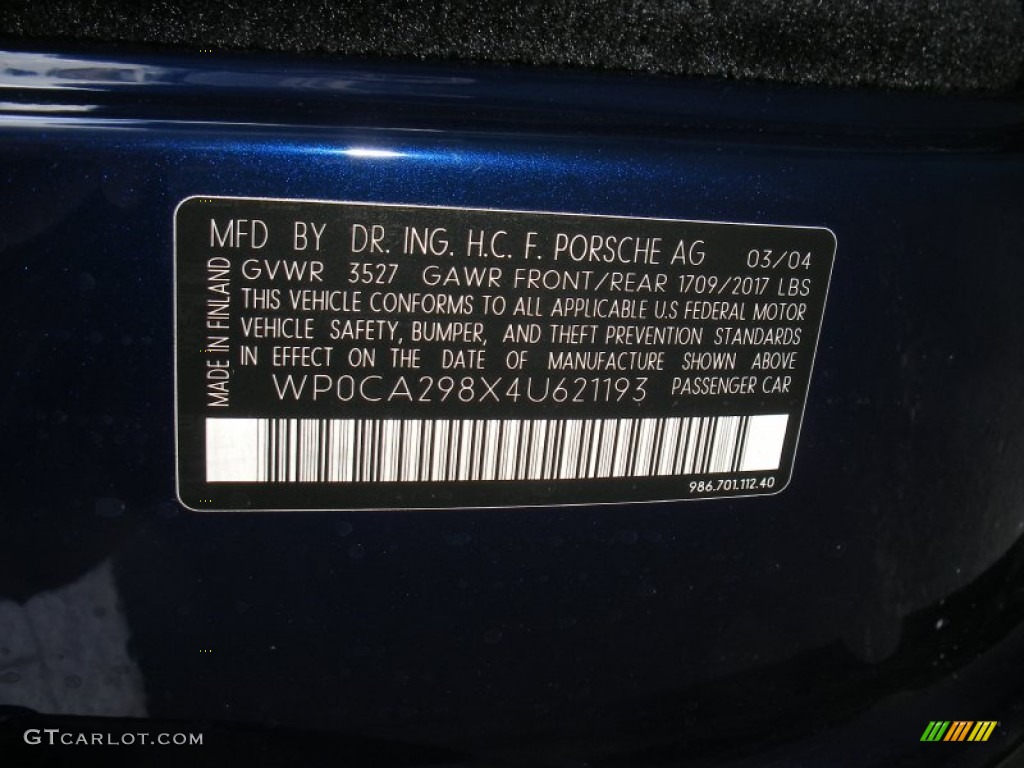 MFD BY DR. ING. H.C. F. PORSCHE AG 03/04
GVWR 3527 GAWR FRONT/REAR 1709/2017 LBS
THIS VEHICLE CONFORMS TO ALL APPLICABLE U.S FEDERAL MOTOR
VEHICLE SAFETY, BUMPER, AND THEFT PREVENTION STANDARDS
IN EFFECT ON THE DATE OF MANUFACTURE SHOWN ABOVE
WP0CA298X4U621193 PASSENGER CAR
MADE IN FINLAND
986.701.112.40
GTCARLOT.COM